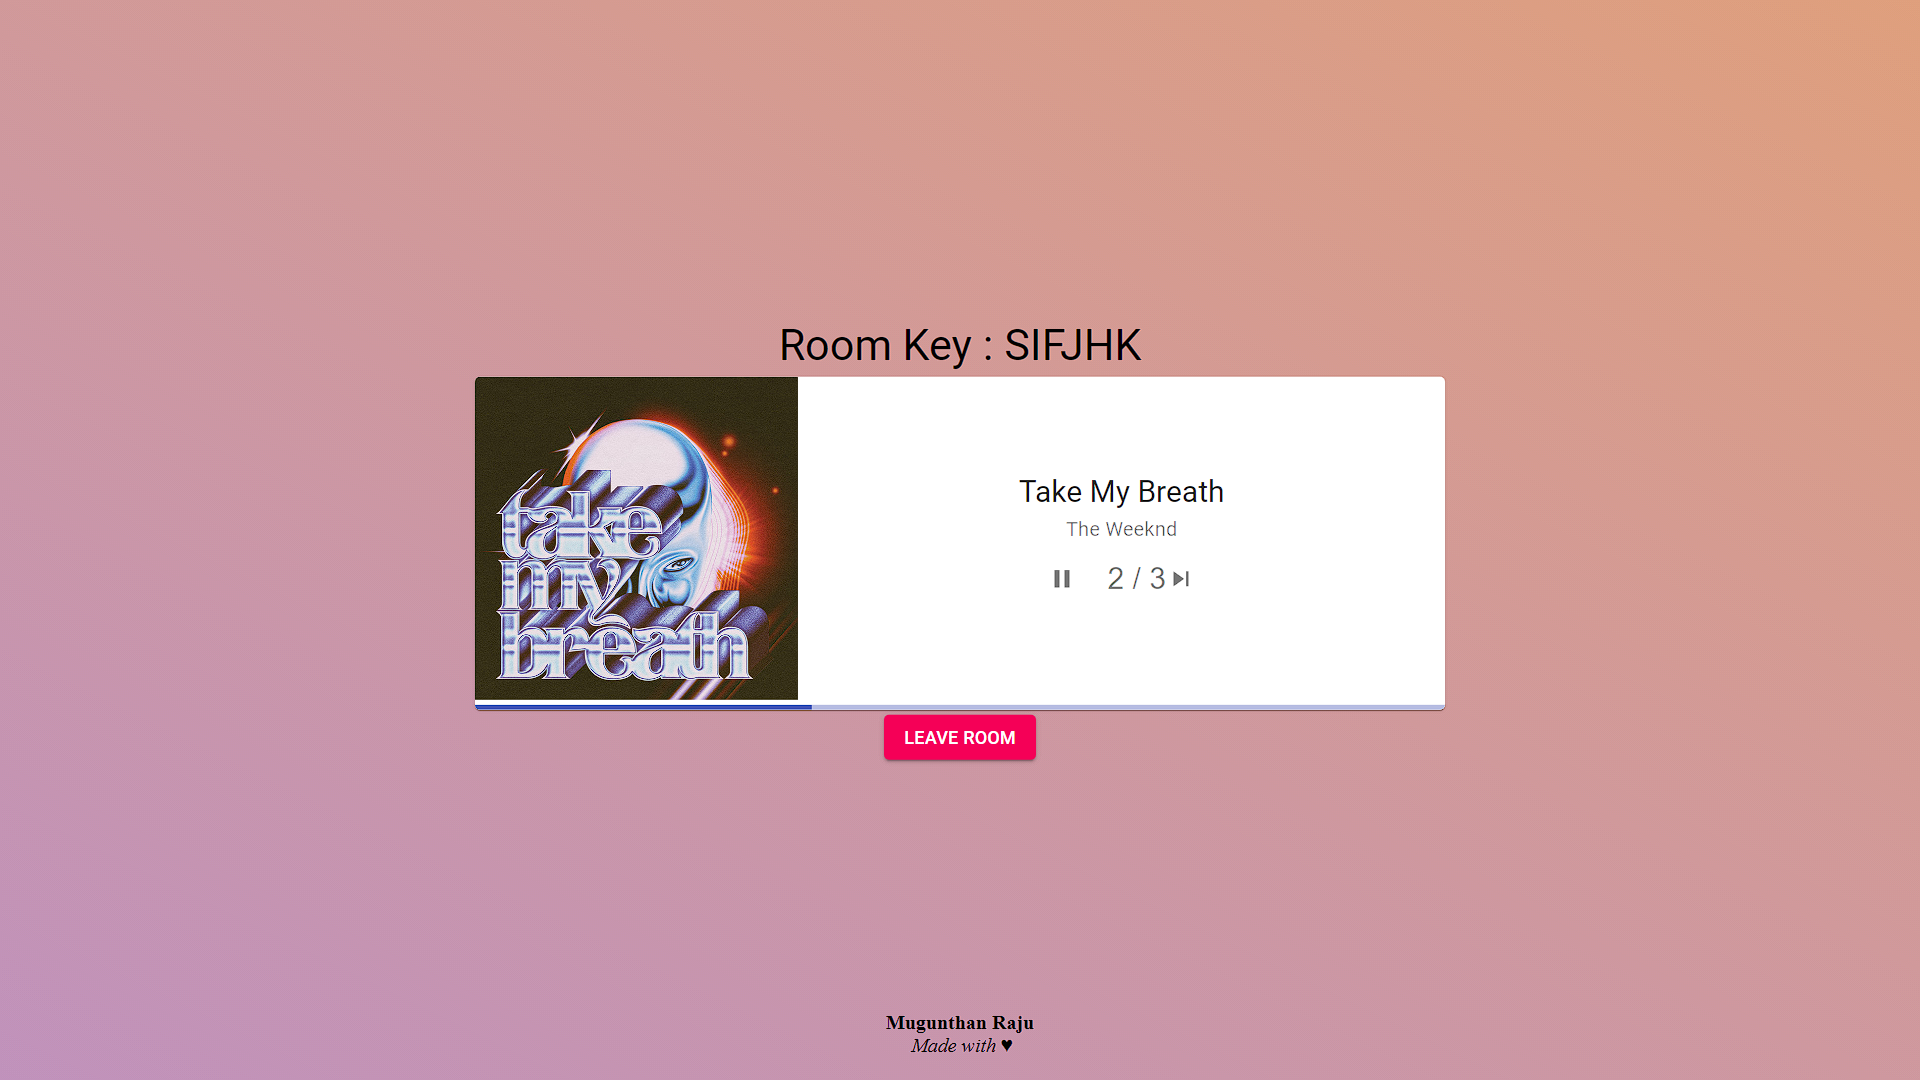 Room Key : SIFJHK
take
my
breath
Take My Breath
The Weeknd
2 / 3
LEAVE ROOM
Mugunthan Raju
Made with ♥